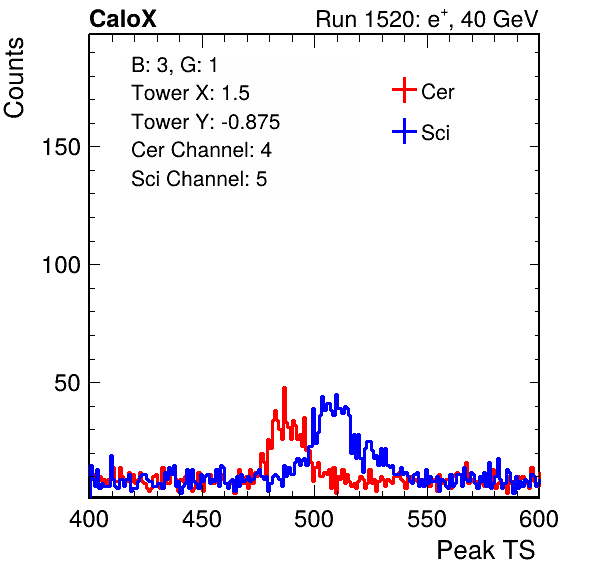 CaloX Run 1520: e⁺, 40 GeV
Counts
B: 3, G: 1
Tower X: 1.5
Tower Y: -0.875
Cer Channel: 4
Sci Channel: 5
Cer
Sci
150
100
50
400 450 500 550 600
Peak TS